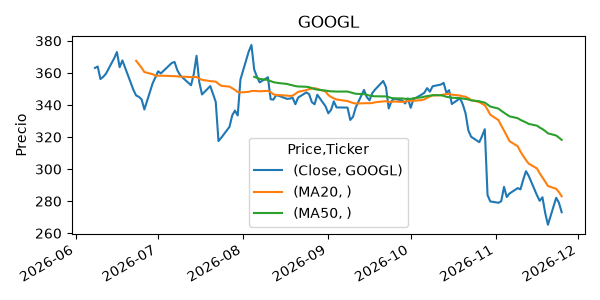 GOOGL
Precio
380
360
340
320
300
280
260
Price,Ticker
(Close, GOOGL)
(MA20, )
(MA50, )
2026-06
2026-07
2026-08
2026-09
2026-10
2026-11
2026-12